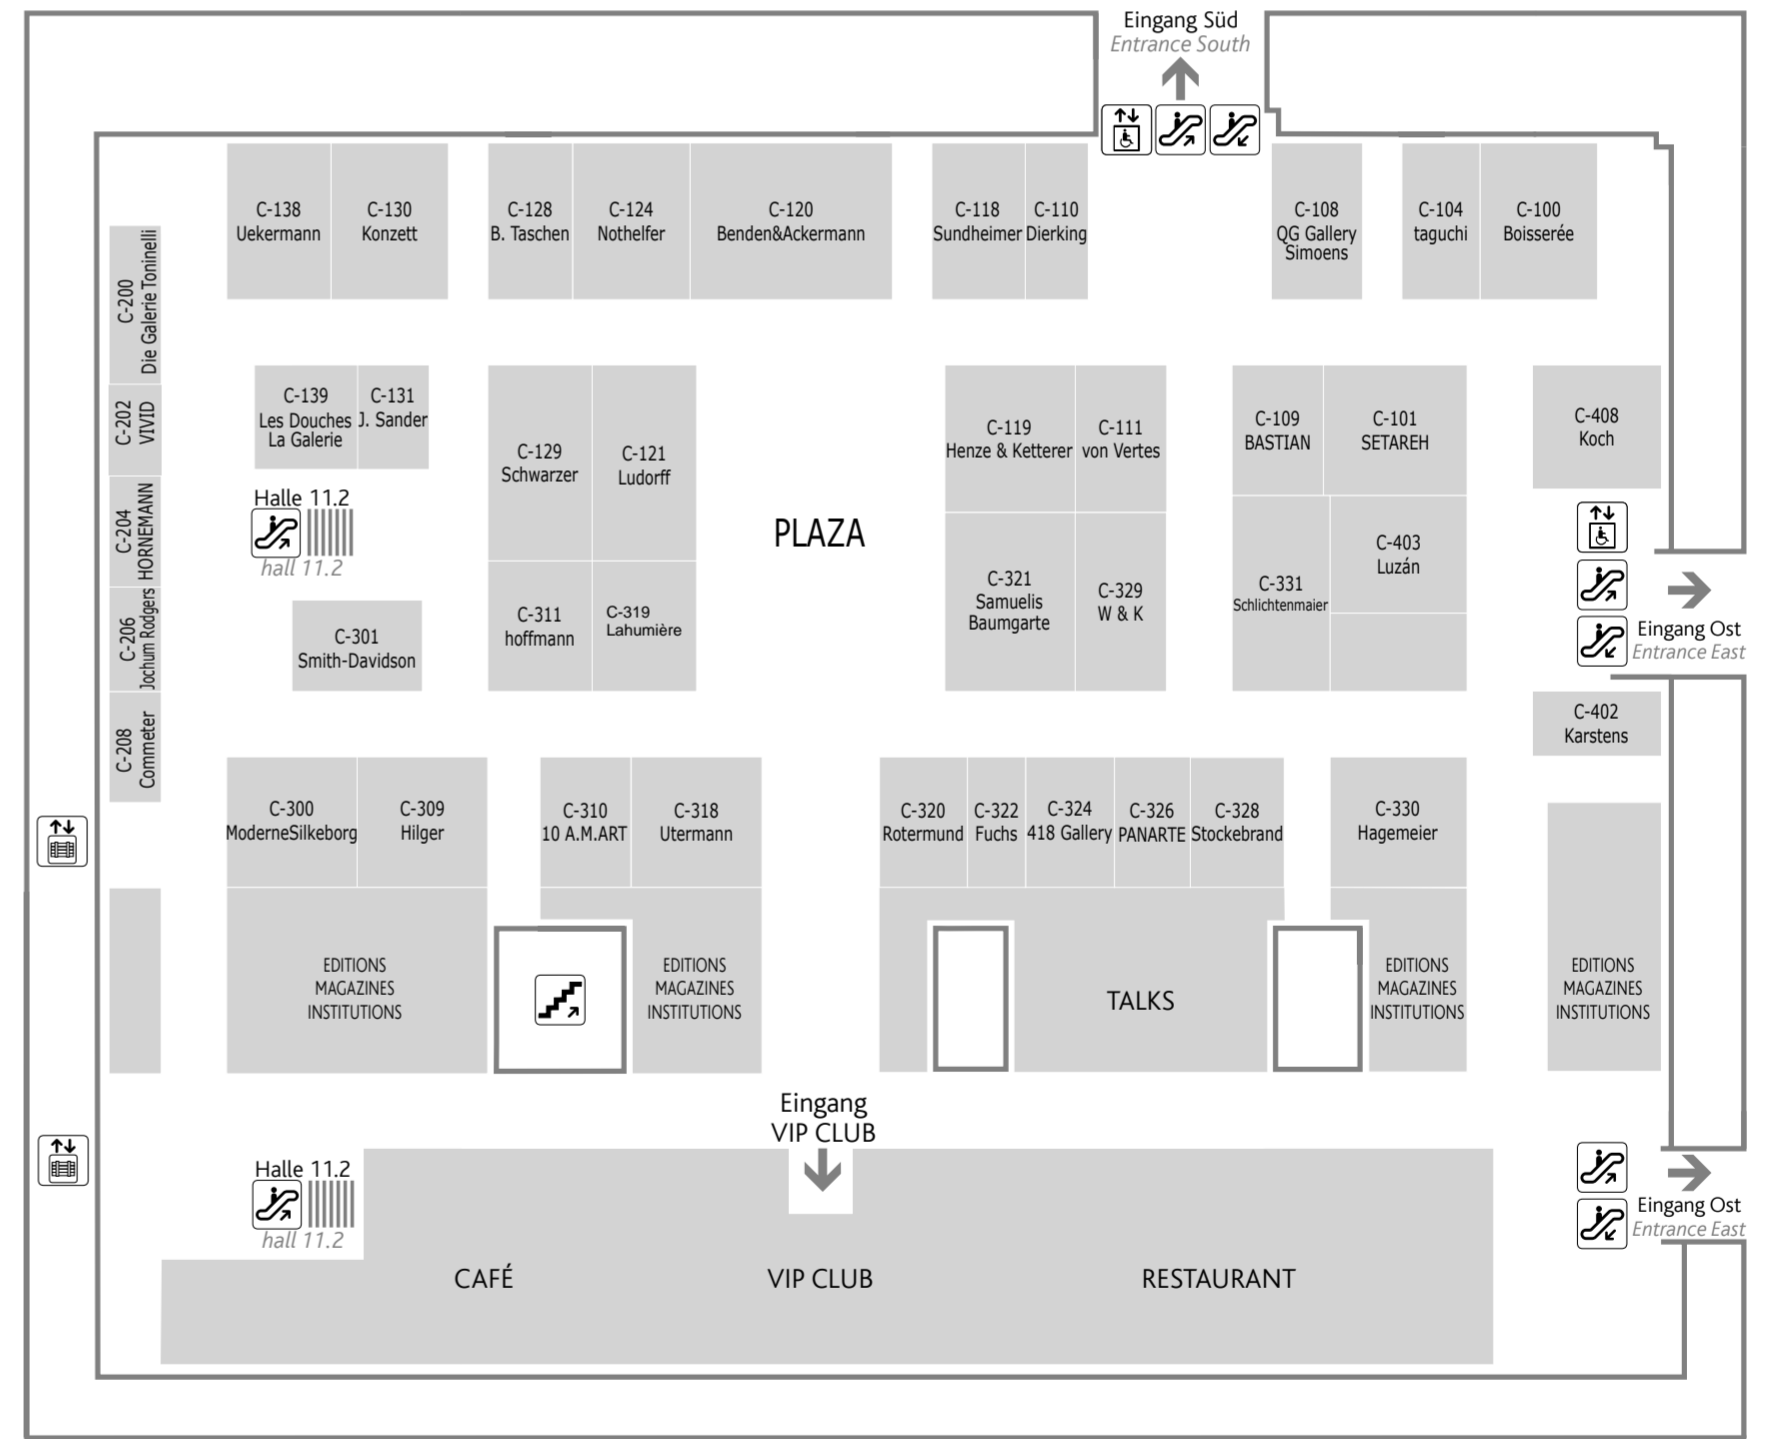 Eingang Süd
Entrance South
C-138
Uekermann
C-130
Konzett
C-128
B. Taschen
C-124
Nothelfer
C-120
Benden&Ackermann
C-118
Sundheimer
C-110
Dierking
C-108
QG Gallery
Simoens
C-104
taguchi
C-100
Boisserée
C-200
Die Galerie Toninelli
C-202
VIVID
C-204
HORNEMANN
C-206
Jochum Rodgers
C-208
Commeter
C-139
Les Douches
La Galerie
C-131
J. Sander
C-129
Schwarzer
C-121
Ludorff
PLAZA
C-119
Henze & Ketterer
C-111
von Vertes
C-109
BASTIAN
C-101
SETAREH
C-408
Koch
Halle 11.2
hall 11.2
C-301
Smith-Davidson
C-311
hoffmann
C-319
Lahumière
C-321
Samuelis
Baumgarte
C-329
W & K
C-331
Schlichtenmaier
C-403
Luzán
Eingang Ost
Entrance East
C-402
Karstens
C-300
ModerneSilkeborg
C-309
Hilger
C-310
10 A.M.ART
C-318
Utermann
C-320
Rotermund
C-322
Fuchs
C-324
418 Gallery
C-326
PANARTE
C-328
Stockebrand
C-330
Hagemeier
EDITIONS
MAGAZINES
INSTITUTIONS
EDITIONS
MAGAZINES
INSTITUTIONS
TALKS
EDITIONS
MAGAZINES
INSTITUTIONS
EDITIONS
MAGAZINES
INSTITUTIONS
Eingang
VIP CLUB
Halle 11.2
hall 11.2
Eingang Ost
Entrance East
CAFÉ
VIP CLUB
RESTAURANT